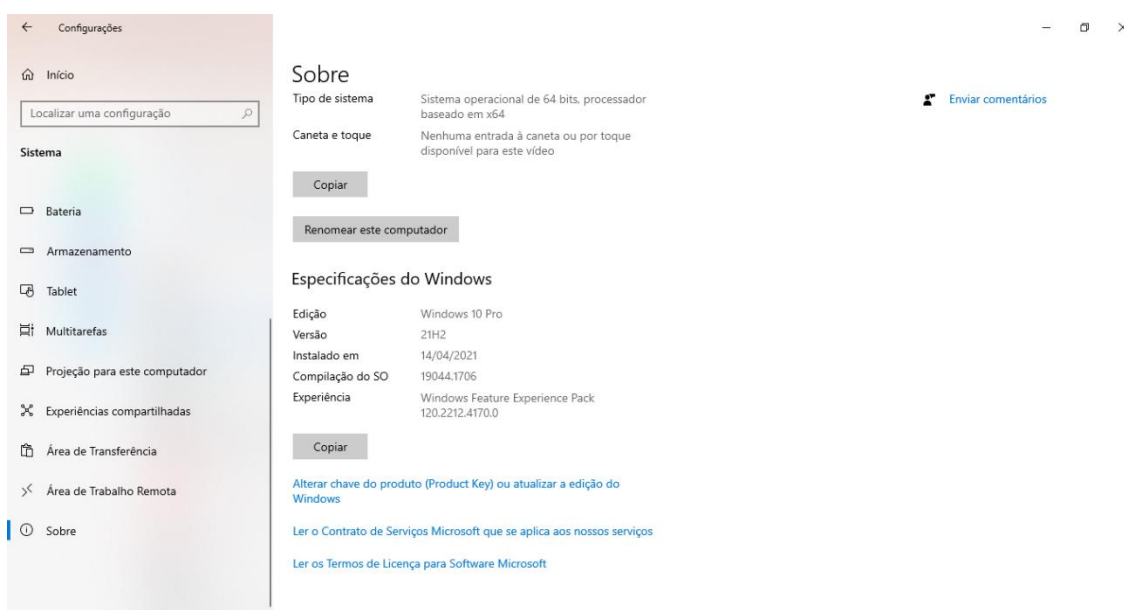 Configurações
Início
Localizar uma configuração
Sistema
Bateria
Armazenamento
Tablet
Multitarefas
Projeção para este computador
Experiências compartilhadas
Área de Transferência
Área de Trabalho Remota
Sobre
Sobre
Tipo de sistema Sistema operacional de 64 bits, processador
baseado em x64
Caneta e toque Nenhuma entrada à caneta ou por toque
disponível para este vídeo
Copiar
Renomear este computador
Especificações do Windows
Edição Windows 10 Pro
Versão 21H2
Instalado em 14/04/2021
Compilação do SO 19044.1706
Experiência Windows Feature Experience Pack
120.2212.4170.0
Copiar
Alterar chave do produto (Product Key) ou atualizar a edição do
Windows
Ler o Contrato de Serviços Microsoft que se aplica aos nossos serviços
Ler os Termos de Licença para Software Microsoft
Enviar comentários